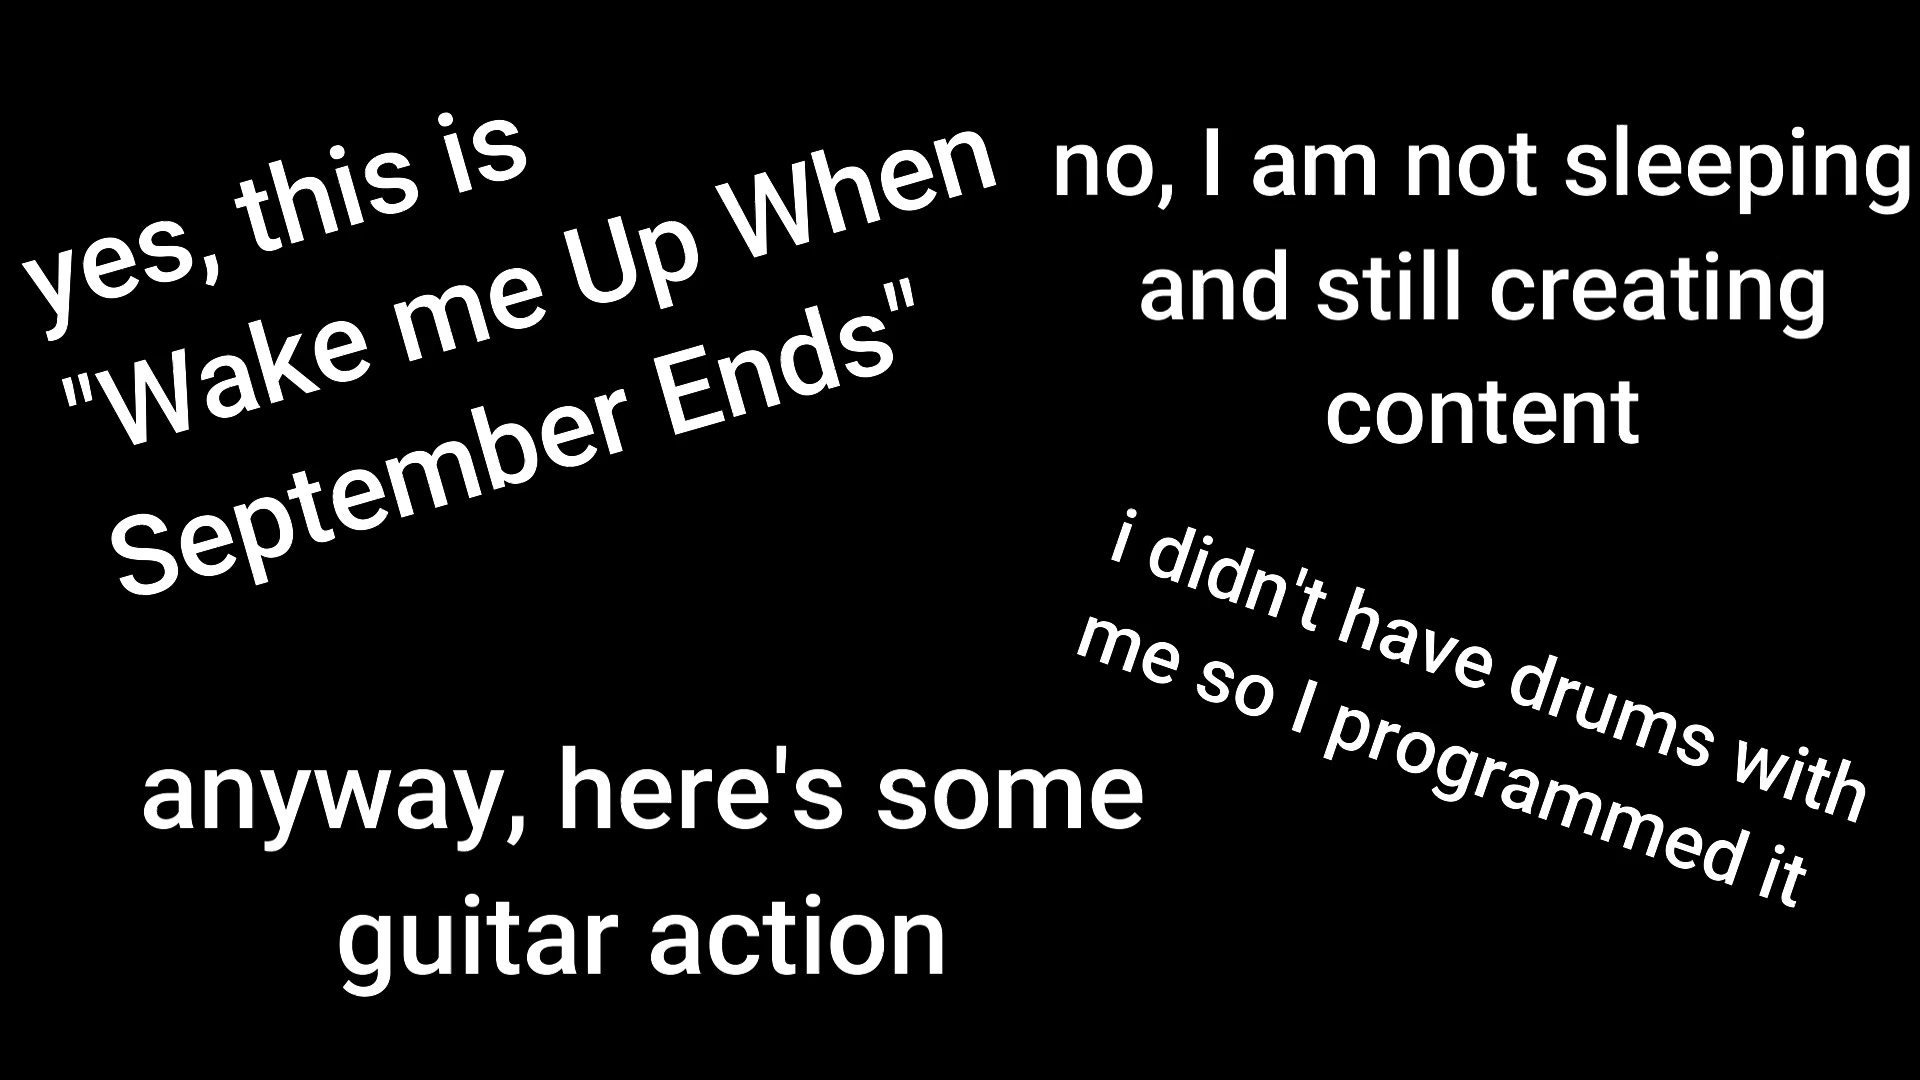 yes, this is
"Wake me Up When
September Ends"
no, I am not sleeping
and still creating
content
i didn't have drums with
me so I programmed it
anyway, here's some
guitar action